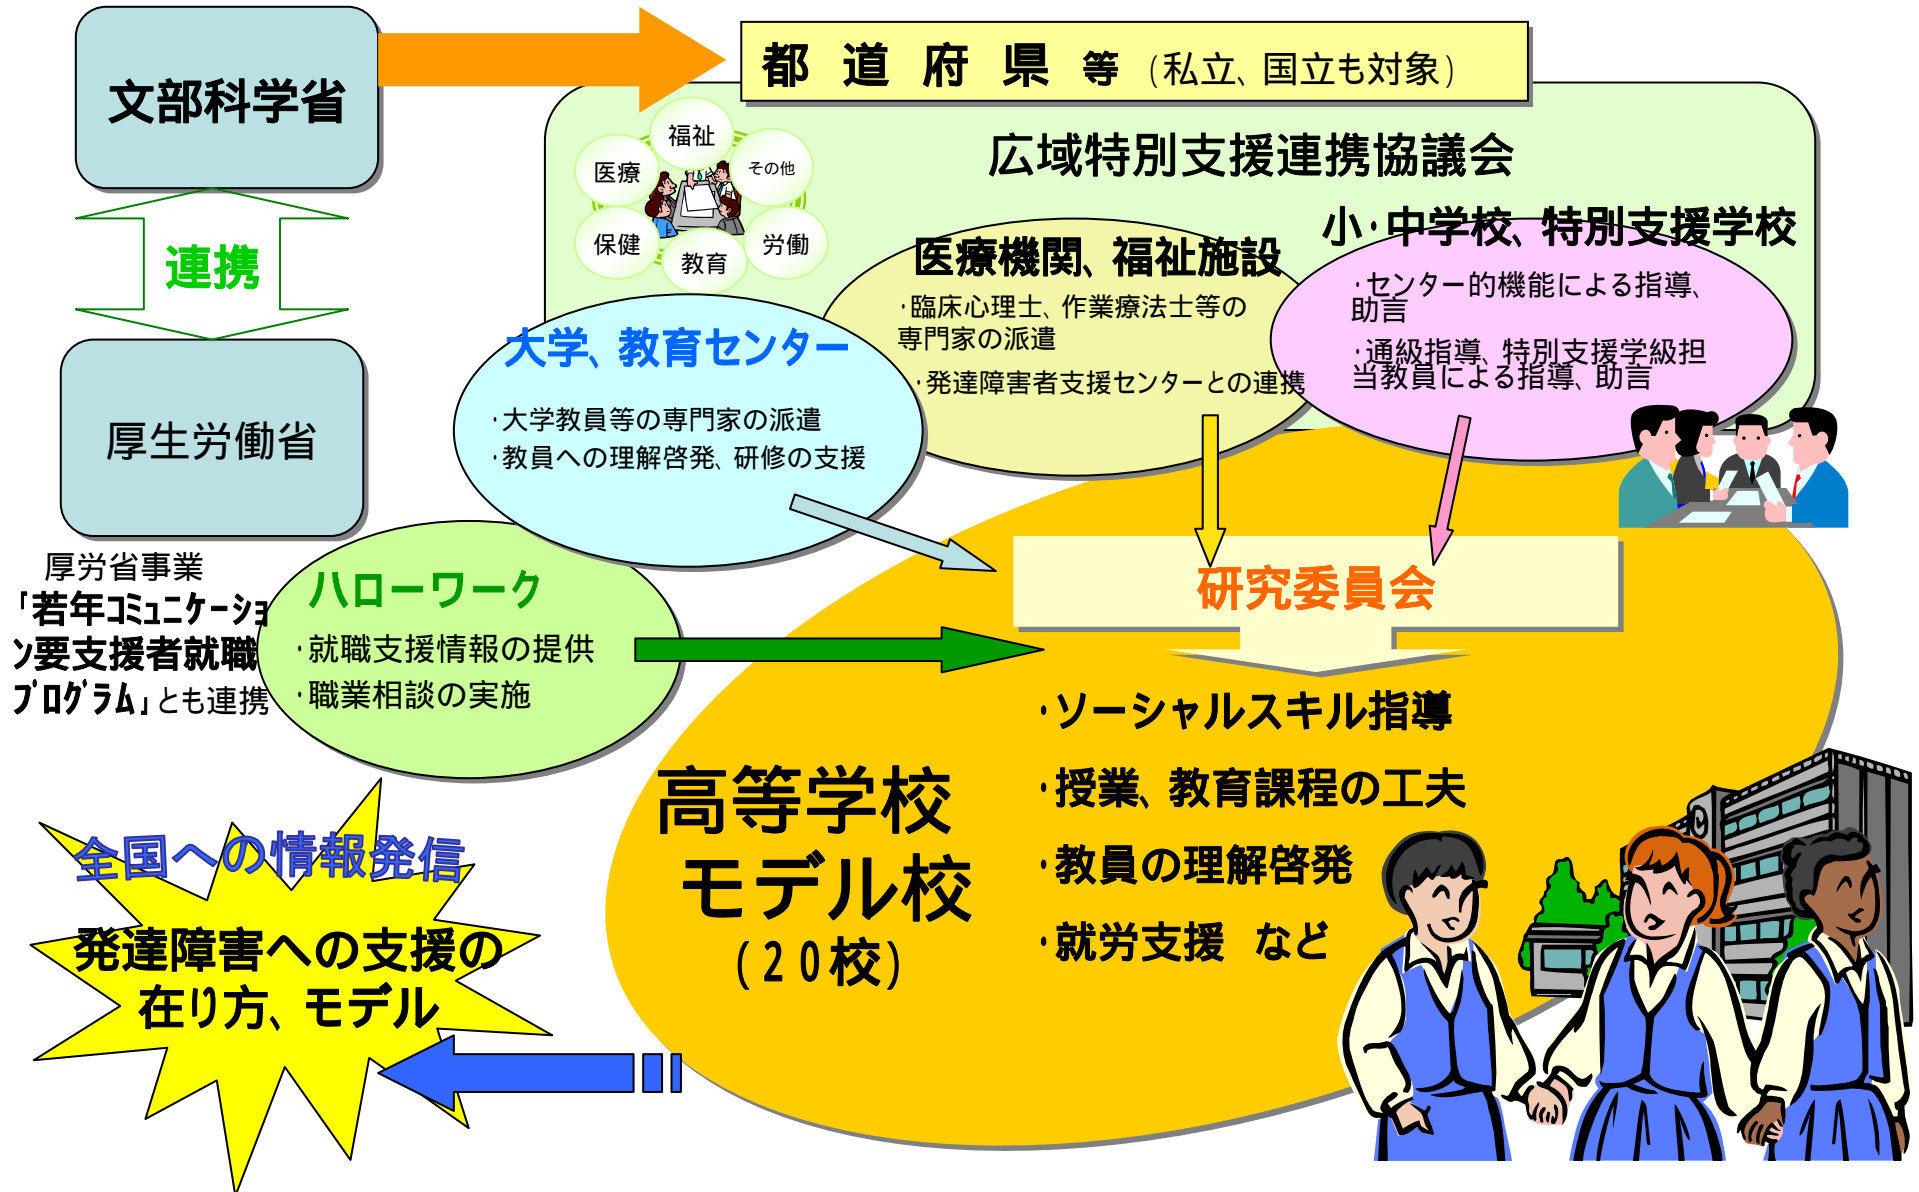 文部科学省
都道府県等(私立、国立も対象)
広域特別支援連携協議会
福祉
医療
その他
保健
教育
労働
連携
厚生労働省
小・中学校、特別支援学校
・センター的機能による指導、
助言
・通級指導、特別支援学級担
当教員による指導、助言
医療機関、福祉施設
・臨床心理士、作業療法士等の
専門家の派遣
・発達障害者支援センターとの連携
大学、教育センター
・大学教員等の専門家の派遣
・教員への理解啓発、研修の支援
厚労省事業
「若年ｺﾐｭﾆｹｰｼｮ
ﾝ要支援者就職
ﾌﾟﾛｸﾞﾗﾑ」とも連携
ハローワーク
・就職支援情報の提供
・職業相談の実施
研究委員会
・ソーシャルスキル指導
・授業、教育課程の工夫
・教員の理解啓発
・就労支援 など
高等学校
モデル校
(20校)
全国への情報発信
発達障害への支援の
在り方、モデル